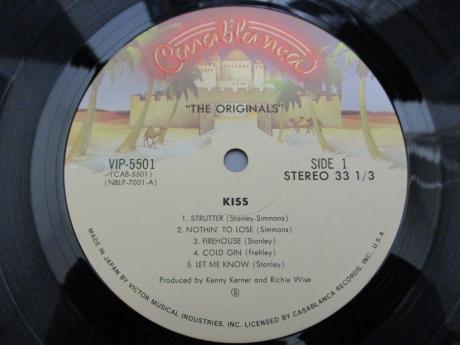 Casablanca
"THE ORIGINALS"
VIP-5501
(CAB-5501)
(NBLP-7001-A)
SIDE 1
STEREO 33 1/3
KISS
1. STRUTTER (Stanley-Simmons)
2. NOTHIN' TO LOSE (Simmons)
3. FIREHOUSE (Stanley)
4. COLD GIN (Frehley)
5. LET ME KNOW (Stanley)
Produced by Kenny Kerner and Richie Wise
Ⓢ
MADE IN JAPAN BY VICTOR MUSICAL INDUSTRIES, INC. LICENSED BY CASABLANCA RECORDS, INC. U.S.A.